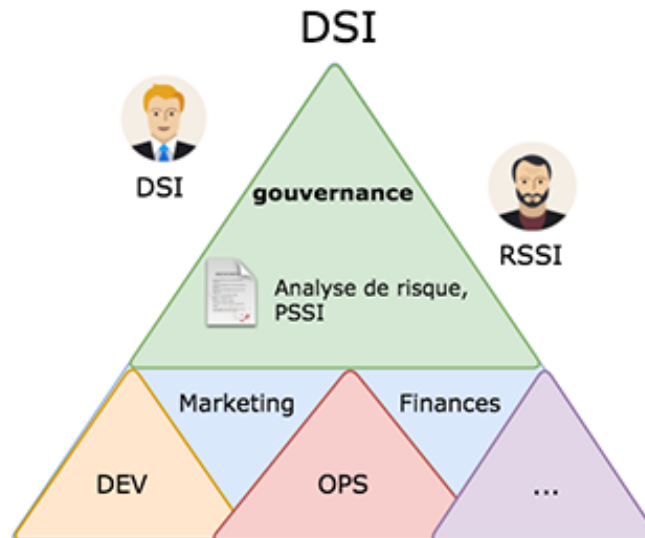 DSI
DSI
gouvernance
RSSI
Analyse de risque,
PSSI
Marketing
Finances
DEV
OPS
...